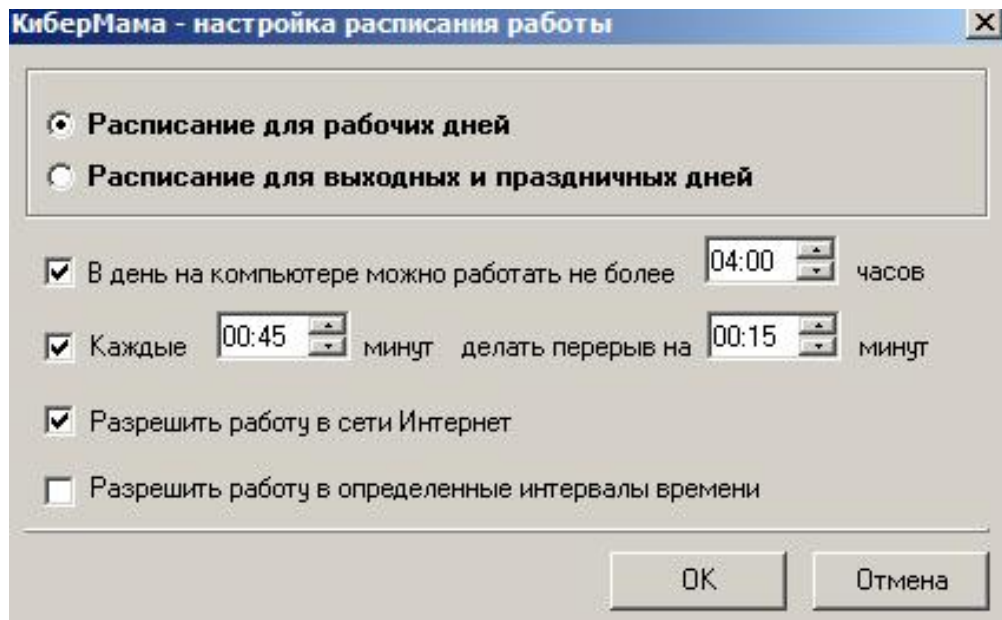 КиберМама - настройка расписания работы
Расписание для рабочих дней
Расписание для выходных и праздничных дней
В день на компьютере можно работать не более 04:00 часов
Каждые 00:45 минут делать перерыв на 00:15 минут
Разрешить работу в сети Интернет
Разрешить работу в определенные интервалы времени
OK Отмена